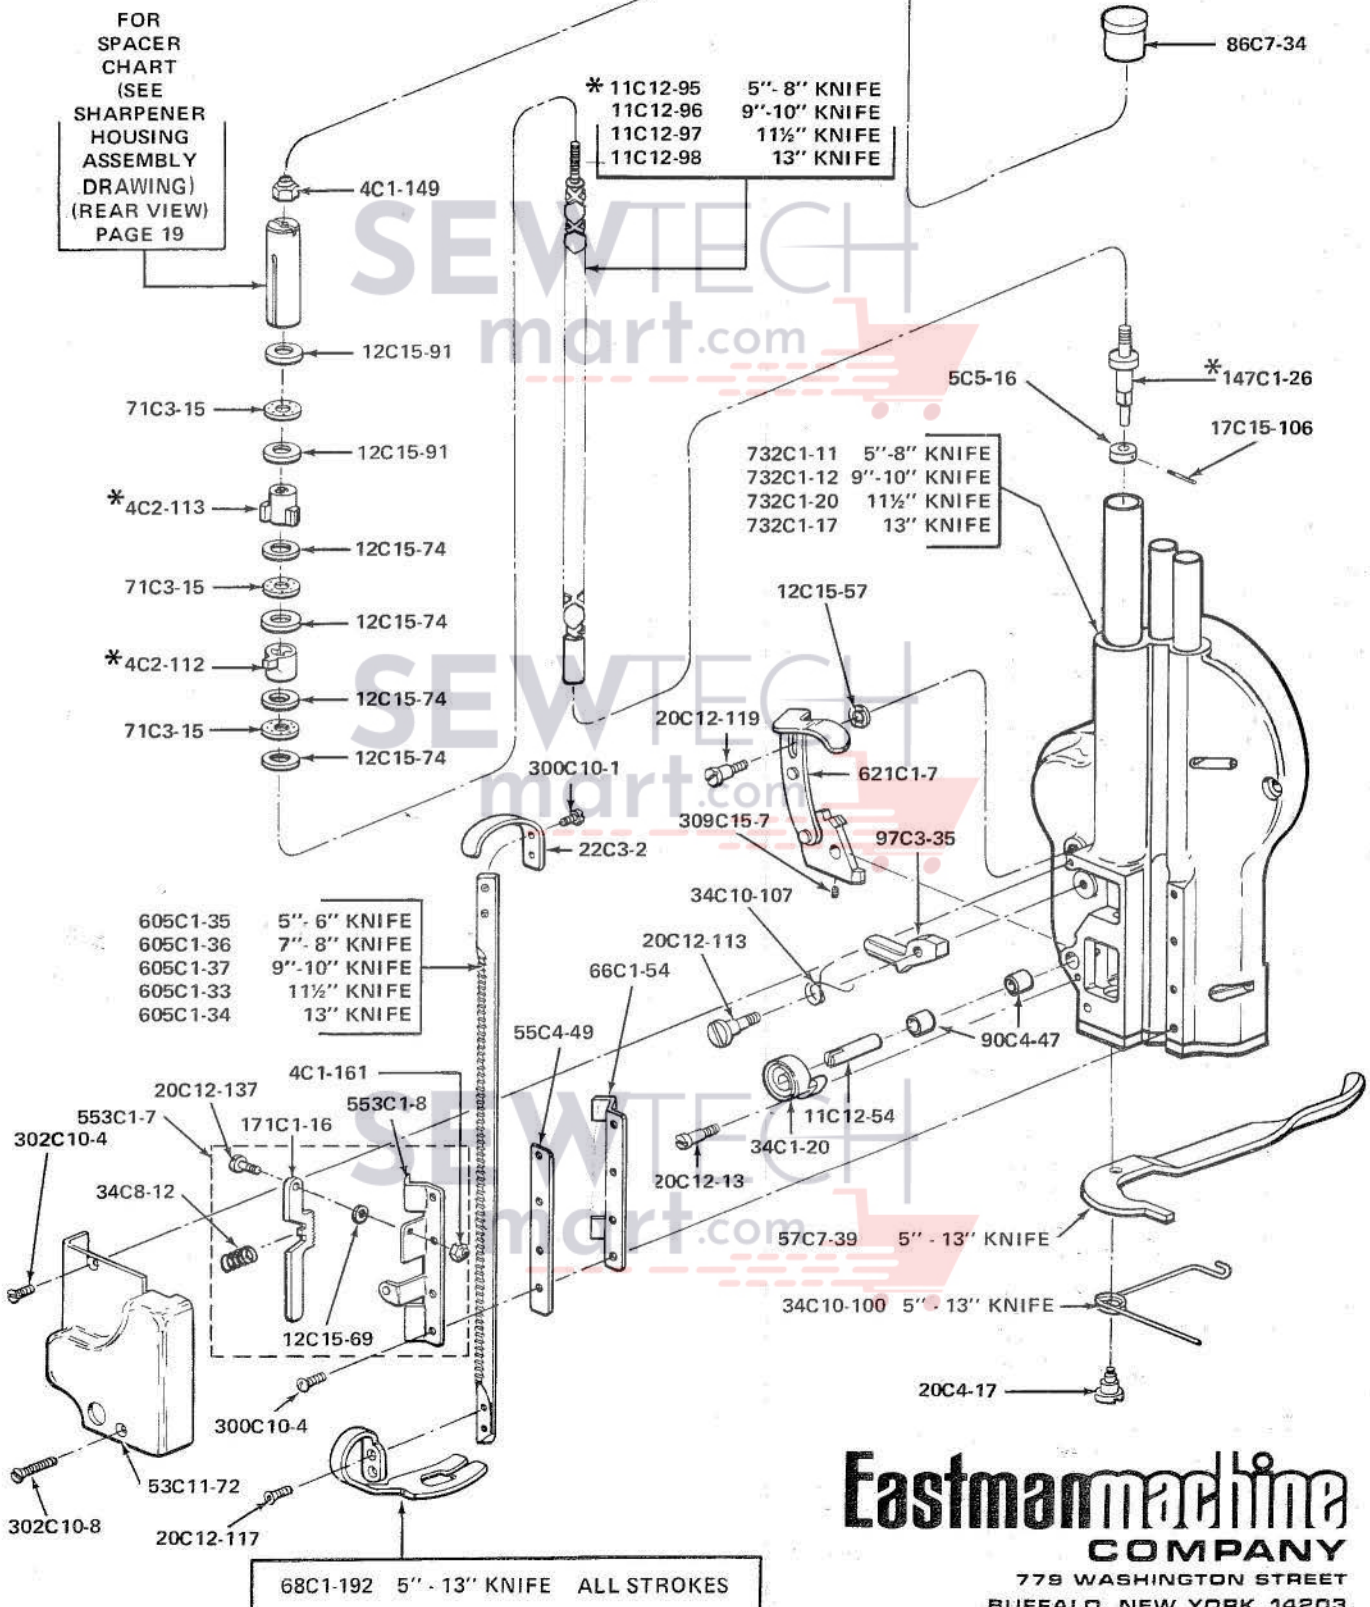 FOR
SPACER
CHART
(SEE
SHARPENER
HOUSING
ASSEMBLY
DRAWING)
(REAR VIEW)
PAGE 19
86C7-34
* 11C12-95 5"- 8" KNIFE
11C12-96 9"-10" KNIFE
11C12-97 11½" KNIFE
11C12-98 13" KNIFE
4C1-149
12C15-91
71C3-15
12C15-91
*4C2-113
12C15-74
71C3-15
12C15-74
*4C2-112
12C15-74
71C3-15
12C15-74
5C5-16
*147C1-26
17C15-106
732C1-11 5"-8" KNIFE
732C1-12 9"-10" KNIFE
732C1-20 11½" KNIFE
732C1-17 13" KNIFE
12C15-57
20C12-119
621C1-7
300C10-1
22C3-2
309C15-7
97C3-35
34C10-107
20C12-113
66C1-54
605C1-35 5"- 6" KNIFE
605C1-36 7"- 8" KNIFE
605C1-37 9"-10" KNIFE
605C1-33 11½" KNIFE
605C1-34 13" KNIFE
55C4-49
90C4-47
4C1-161
20C12-137
553C1-8
553C1-7
171C1-16
302C10-4
11C12-54
34C1-20
34C8-12
20C12-13
57C7-39 5" - 13" KNIFE
34C10-100 5" - 13" KNIFE
12C15-69
20C4-17
300C10-4
53C11-72
302C10-8
20C12-117
68C1-192 5" - 13" KNIFE ALL STROKES
Eastman machine
COMPANY
779 WASHINGTON STREET
BUFFALO, NEW YORK 14203
SEWTECH
mart.com
SEWTECH
mart.com
SEWTECH
mart.com